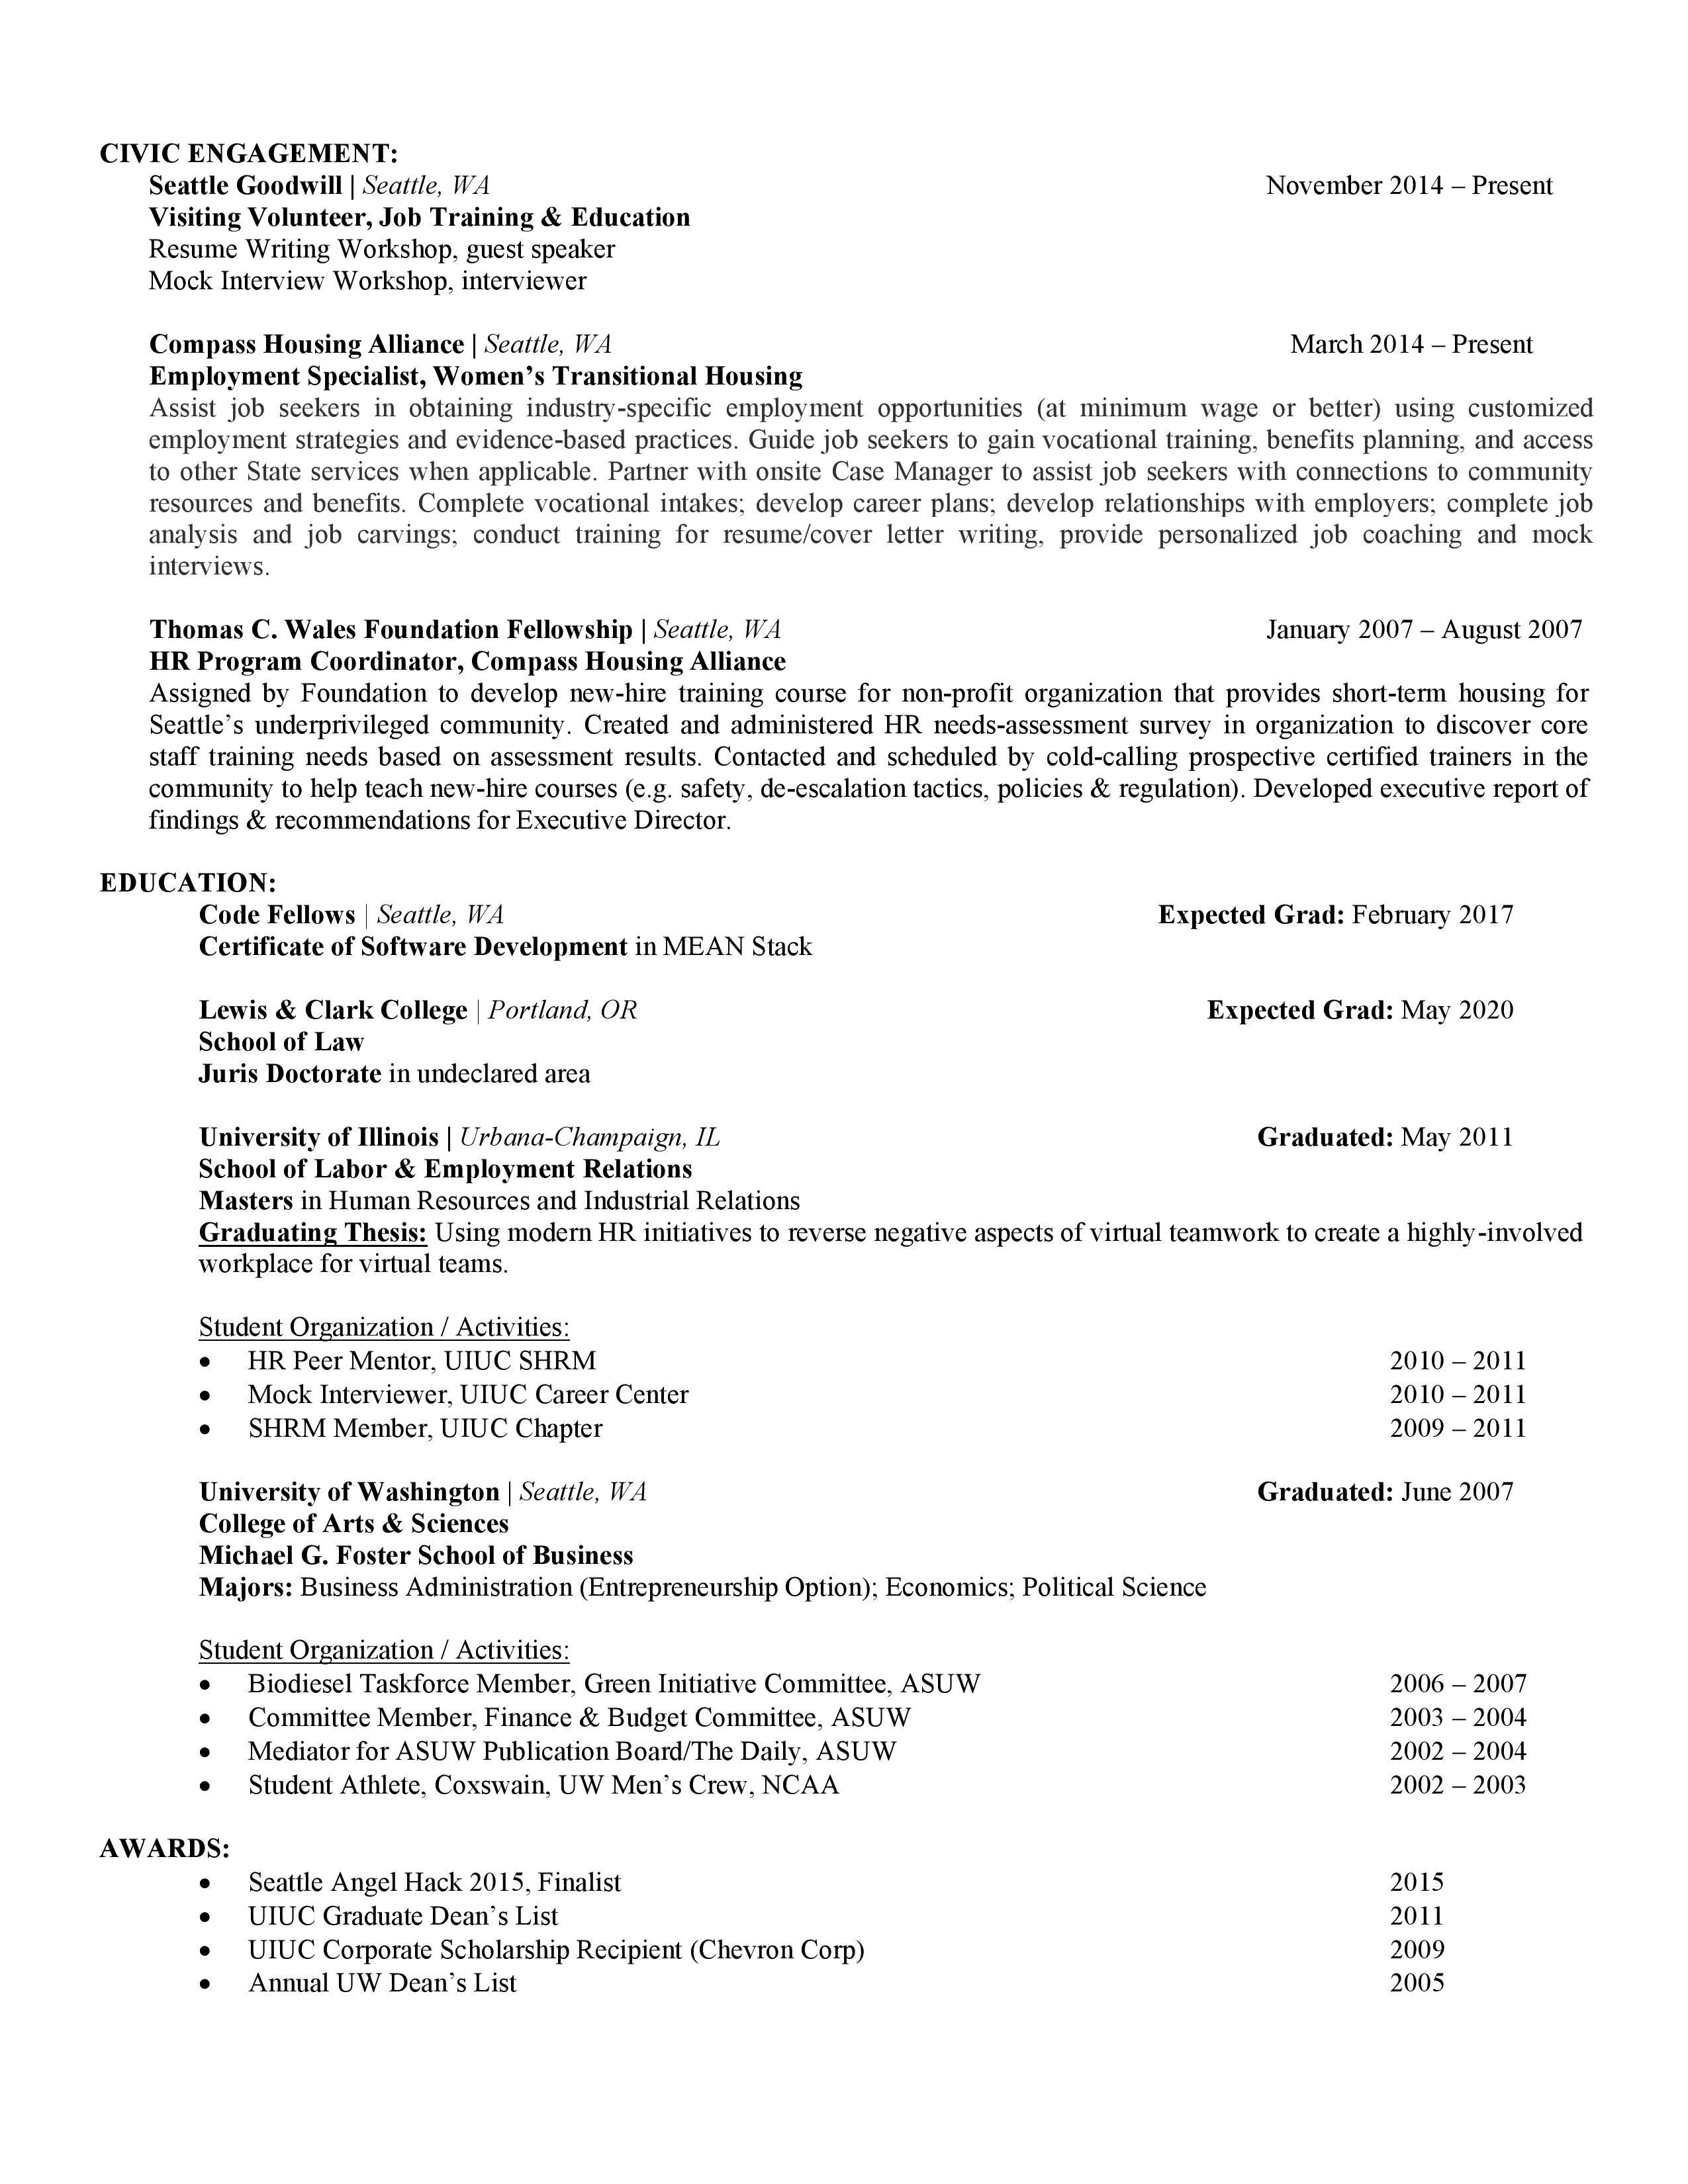 CIVIC ENGAGEMENT:
Seattle Goodwill | Seattle, WA November 2014 – Present
Visiting Volunteer, Job Training & Education
Resume Writing Workshop, guest speaker
Mock Interview Workshop, interviewer
Compass Housing Alliance | Seattle, WA March 2014 – Present
Employment Specialist, Women’s Transitional Housing
Assist job seekers in obtaining industry-specific employment opportunities (at minimum wage or better) using customized
employment strategies and evidence-based practices. Guide job seekers to gain vocational training, benefits planning, and access
to other State services when applicable. Partner with onsite Case Manager to assist job seekers with connections to community
resources and benefits. Complete vocational intakes; develop career plans; develop relationships with employers; complete job
analysis and job carvings; conduct training for resume/cover letter writing, provide personalized job coaching and mock
interviews.
Thomas C. Wales Foundation Fellowship | Seattle, WA January 2007 – August 2007
HR Program Coordinator, Compass Housing Alliance
Assigned by Foundation to develop new-hire training course for non-profit organization that provides short-term housing for
Seattle’s underprivileged community. Created and administered HR needs-assessment survey in organization to discover core
staff training needs based on assessment results. Contacted and scheduled by cold-calling prospective certified trainers in the
community to help teach new-hire courses (e.g. safety, de-escalation tactics, policies & regulation). Developed executive report of
findings & recommendations for Executive Director.
EDUCATION:
Code Fellows | Seattle, WA Expected Grad: February 2017
Certificate of Software Development in MEAN Stack
Lewis & Clark College | Portland, OR Expected Grad: May 2020
School of Law
Juris Doctorate in undeclared area
University of Illinois | Urbana-Champaign, IL Graduated: May 2011
School of Labor & Employment Relations
Masters in Human Resources and Industrial Relations
Graduating Thesis: Using modern HR initiatives to reverse negative aspects of virtual teamwork to create a highly-involved
workplace for virtual teams.
Student Organization / Activities:
• HR Peer Mentor, UIUC SHRM 2010 – 2011
• Mock Interviewer, UIUC Career Center 2010 – 2011
• SHRM Member, UIUC Chapter 2009 – 2011
University of Washington | Seattle, WA Graduated: June 2007
College of Arts & Sciences
Michael G. Foster School of Business
Majors: Business Administration (Entrepreneurship Option); Economics; Political Science
Student Organization / Activities:
• Biodiesel Taskforce Member, Green Initiative Committee, ASUW 2006 – 2007
• Committee Member, Finance & Budget Committee, ASUW 2003 – 2004
• Mediator for ASUW Publication Board/The Daily, ASUW 2002 – 2004
• Student Athlete, Coxswain, UW Men’s Crew, NCAA 2002 – 2003
AWARDS:
• Seattle Angel Hack 2015, Finalist 2015
• UIUC Graduate Dean’s List 2011
• UIUC Corporate Scholarship Recipient (Chevron Corp) 2009
• Annual UW Dean’s List 2005